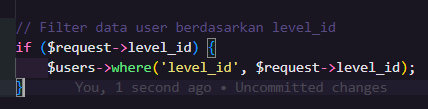 // Filter data user berdasarkan level_id
if ($request->level_id) {
    $users->where('level_id', $request->level_id);
}    You, 1 second ago • Uncommitted changes